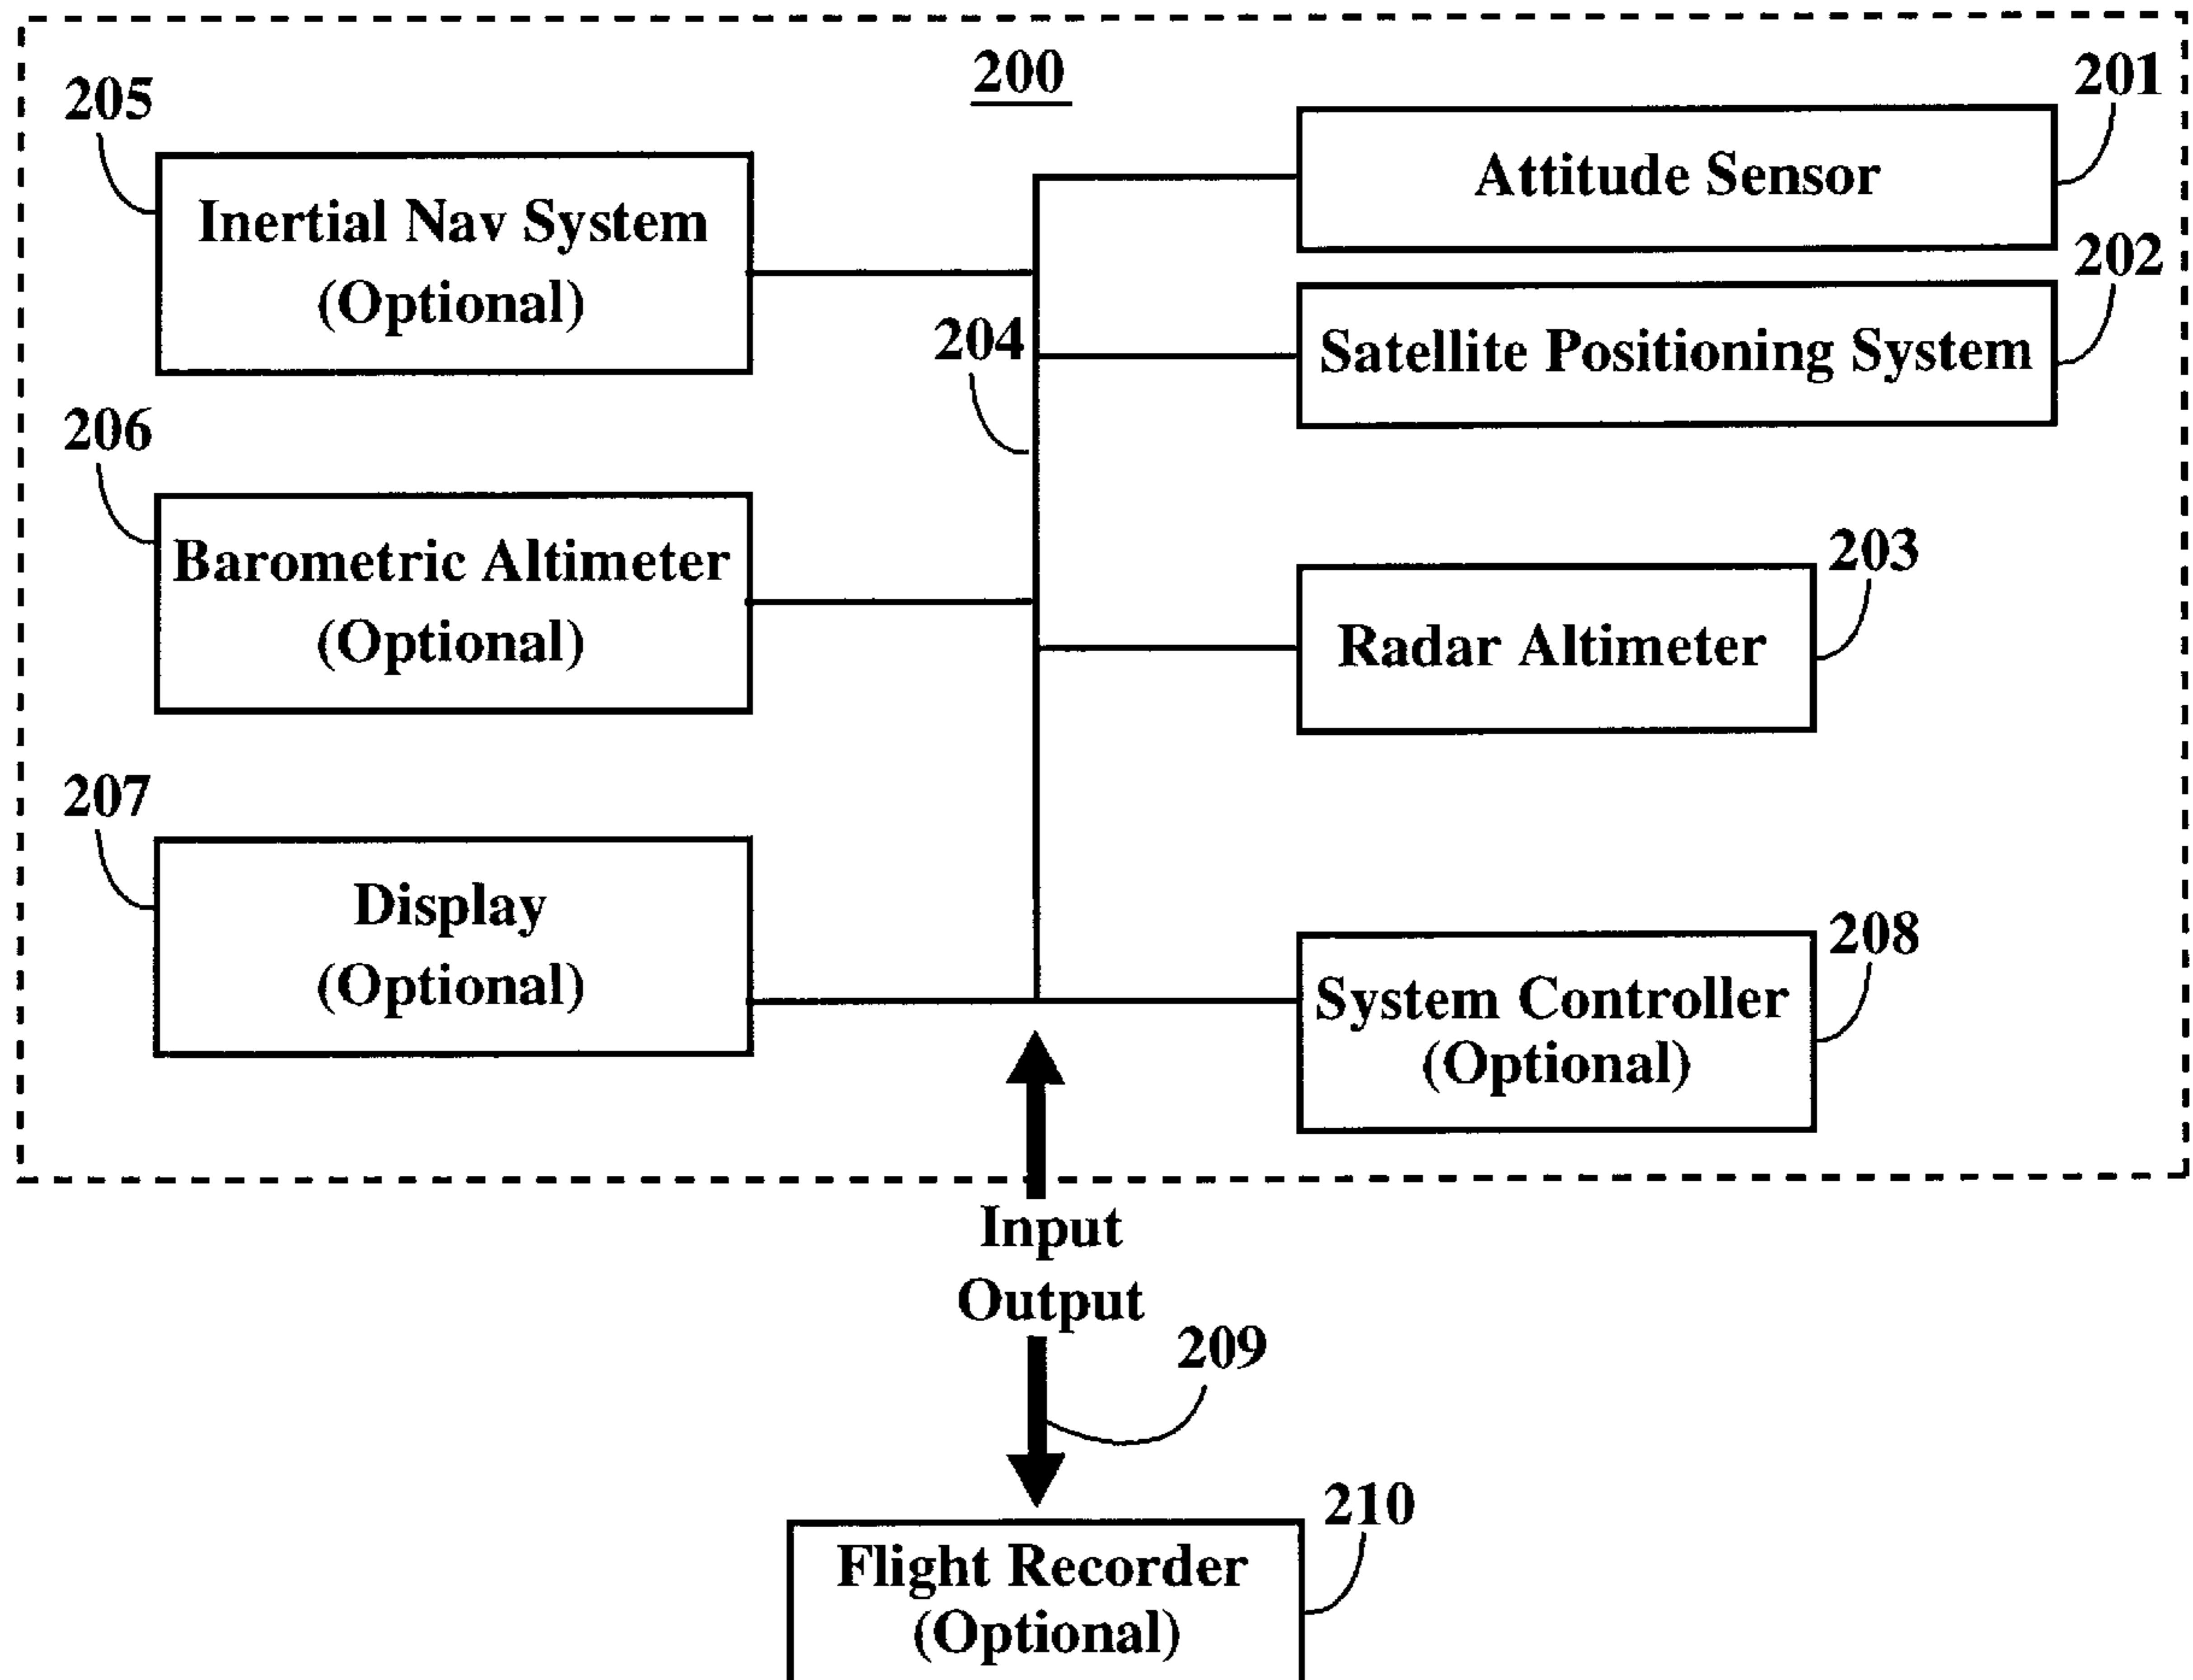 200
201
205
Attitude Sensor
Inertial Nav System
(Optional)
202
204
Satellite Positioning System
206
Barometric Altimeter
(Optional)
203
Radar Altimeter
207
Display
(Optional)
208
System Controller
(Optional)
Input
Output
209
210
Flight Recorder
(Optional)